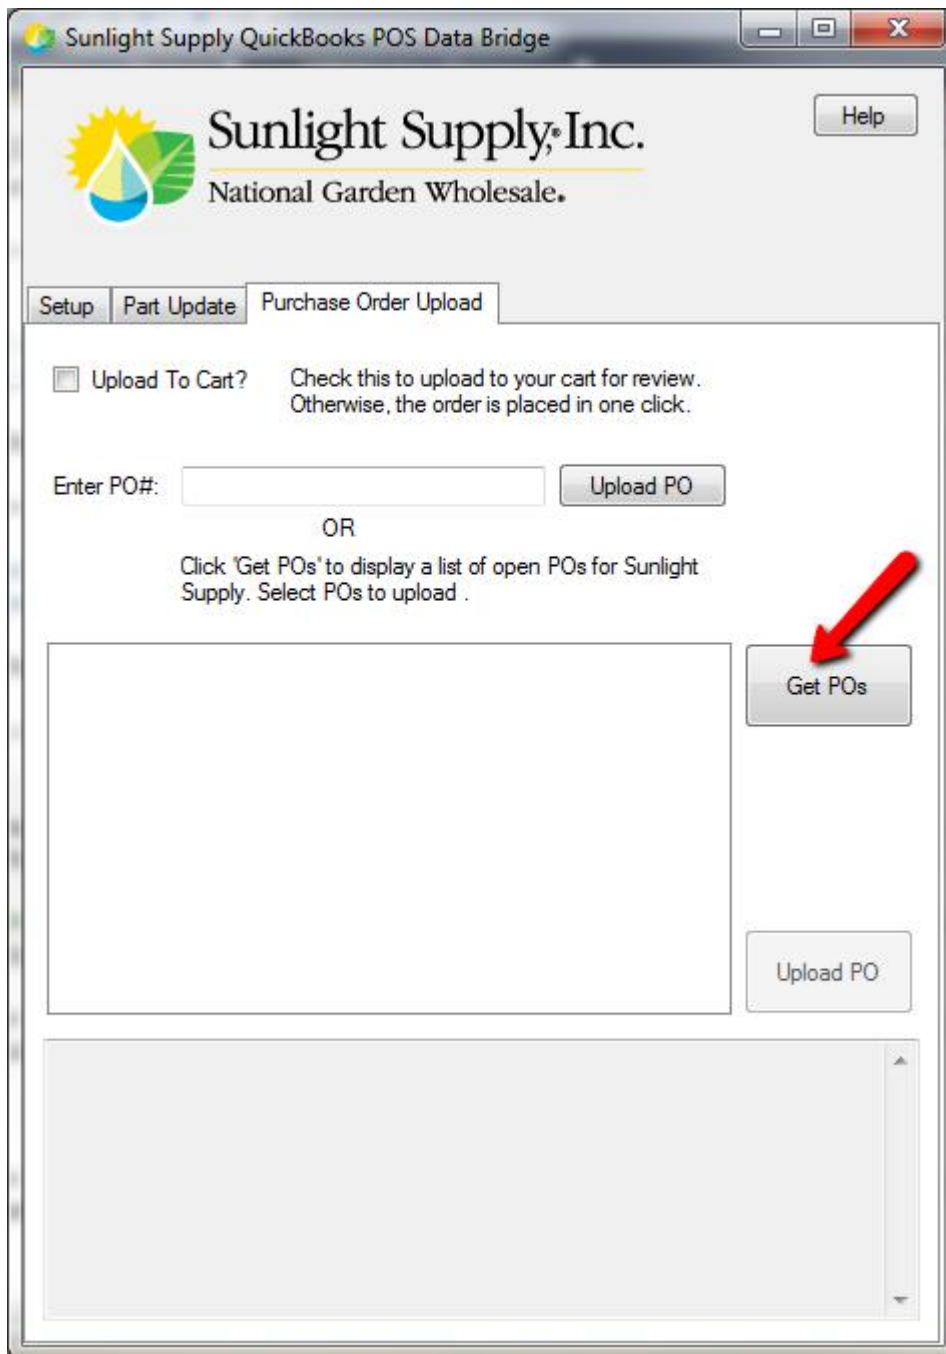 Sunlight Supply QuickBooks POS Data Bridge
Sunlight Supply, Inc.
National Garden Wholesale.
Help
Setup Part Update Purchase Order Upload
Upload To Cart? Check this to upload to your cart for review.
Otherwise, the order is placed in one click.
Enter PO#: Upload PO
OR
Click 'Get POs' to display a list of open POs for Sunlight
Supply. Select POs to upload .
Get POs
Upload PO